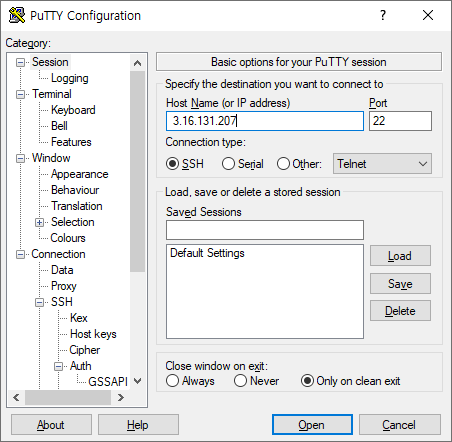 PuTTY Configuration
?
Category:
Session
Logging
Terminal
Keyboard
Bell
Features
Window
Appearance
Behaviour
Translation
Selection
Colours
Connection
Data
Proxy
SSH
Kex
Host keys
Cipher
Auth
GSSAPI
Basic options for your PuTTY session
Specify the destination you want to connect to
Host Name (or IP address) Port
3.16.131.207 22
Connection type:
SSH Serial Other: Telnet
Load, save or delete a stored session
Saved Sessions
Default Settings
Load
Save
Delete
Close window on exit:
Always Never Only on clean exit
About Help Open Cancel